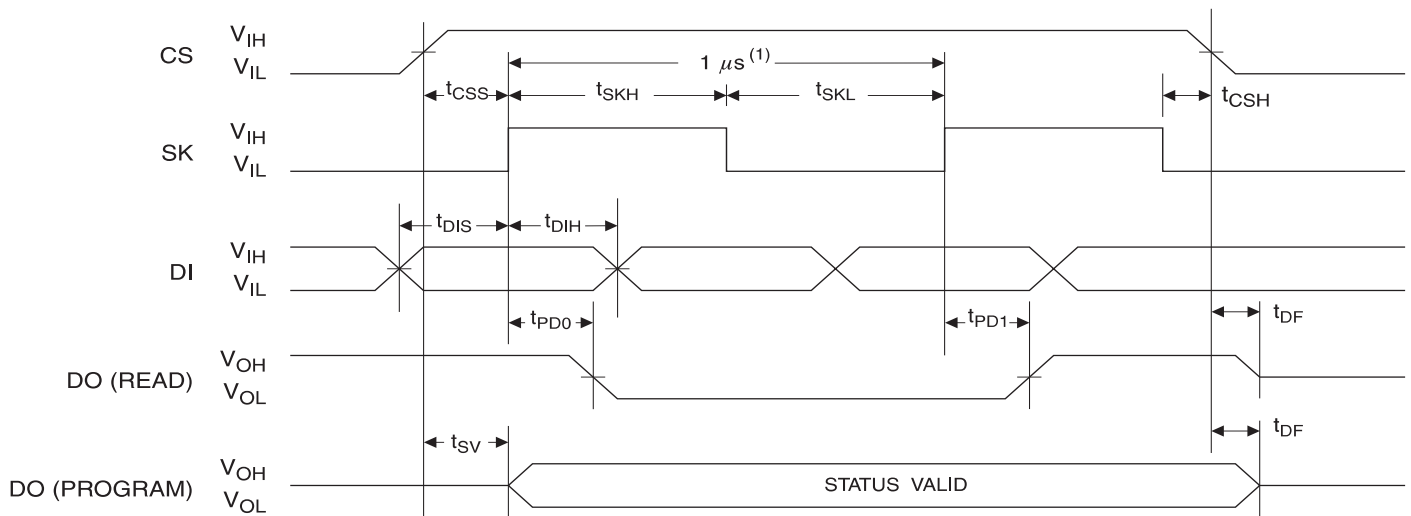 CS
V_IH
V_IL
1 μs (1)
t_CSS
t_SKH
t_SKL
t_CSH
SK
V_IH
V_IL
t_DIS
t_DIH
DI
V_IH
V_IL
t_PD0
t_PD1
t_DF
DO (READ)
V_OH
V_OL
t_SV
t_DF
DO (PROGRAM)
V_OH
V_OL
STATUS VALID